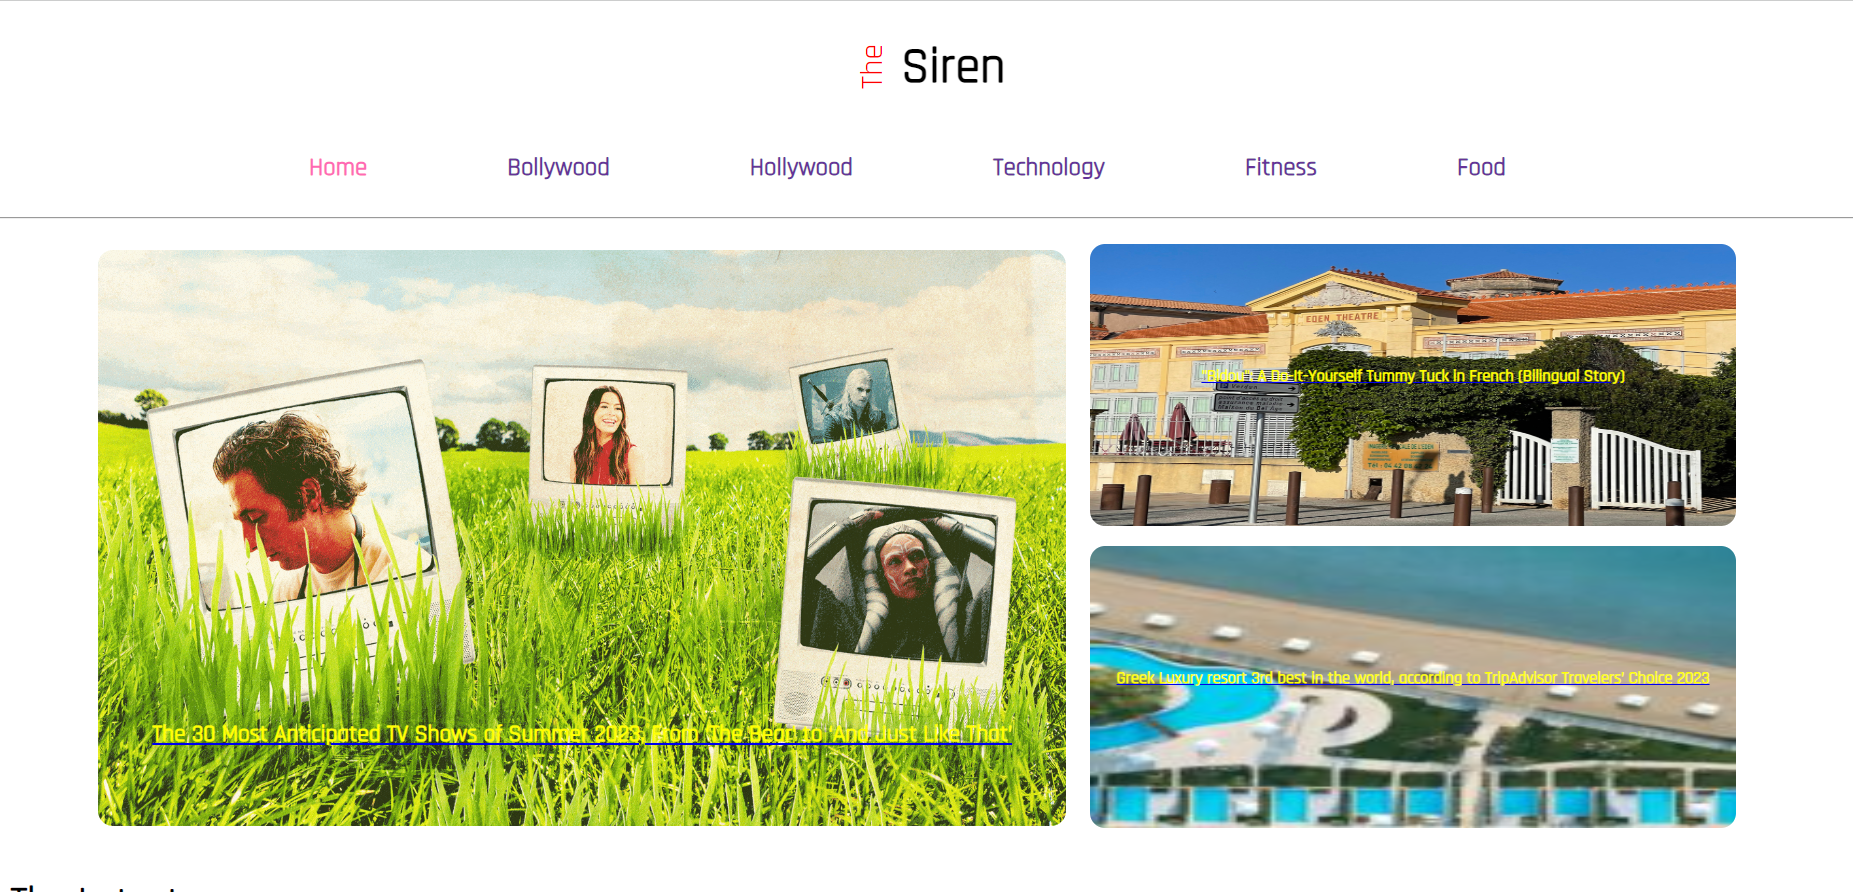 The Siren
Home Bollywood Hollywood Technology Fitness Food
EDEN THEATRE
"Bidou": A Do-It-Yourself Tummy Tuck in French (Bilingual Story)
The 30 Most Anticipated TV Shows of Summer 2023, From 'The Bear' to 'And Just Like That'
Greek Luxury resort 3rd best in the world, according to TripAdvisor Travelers' Choice 2023